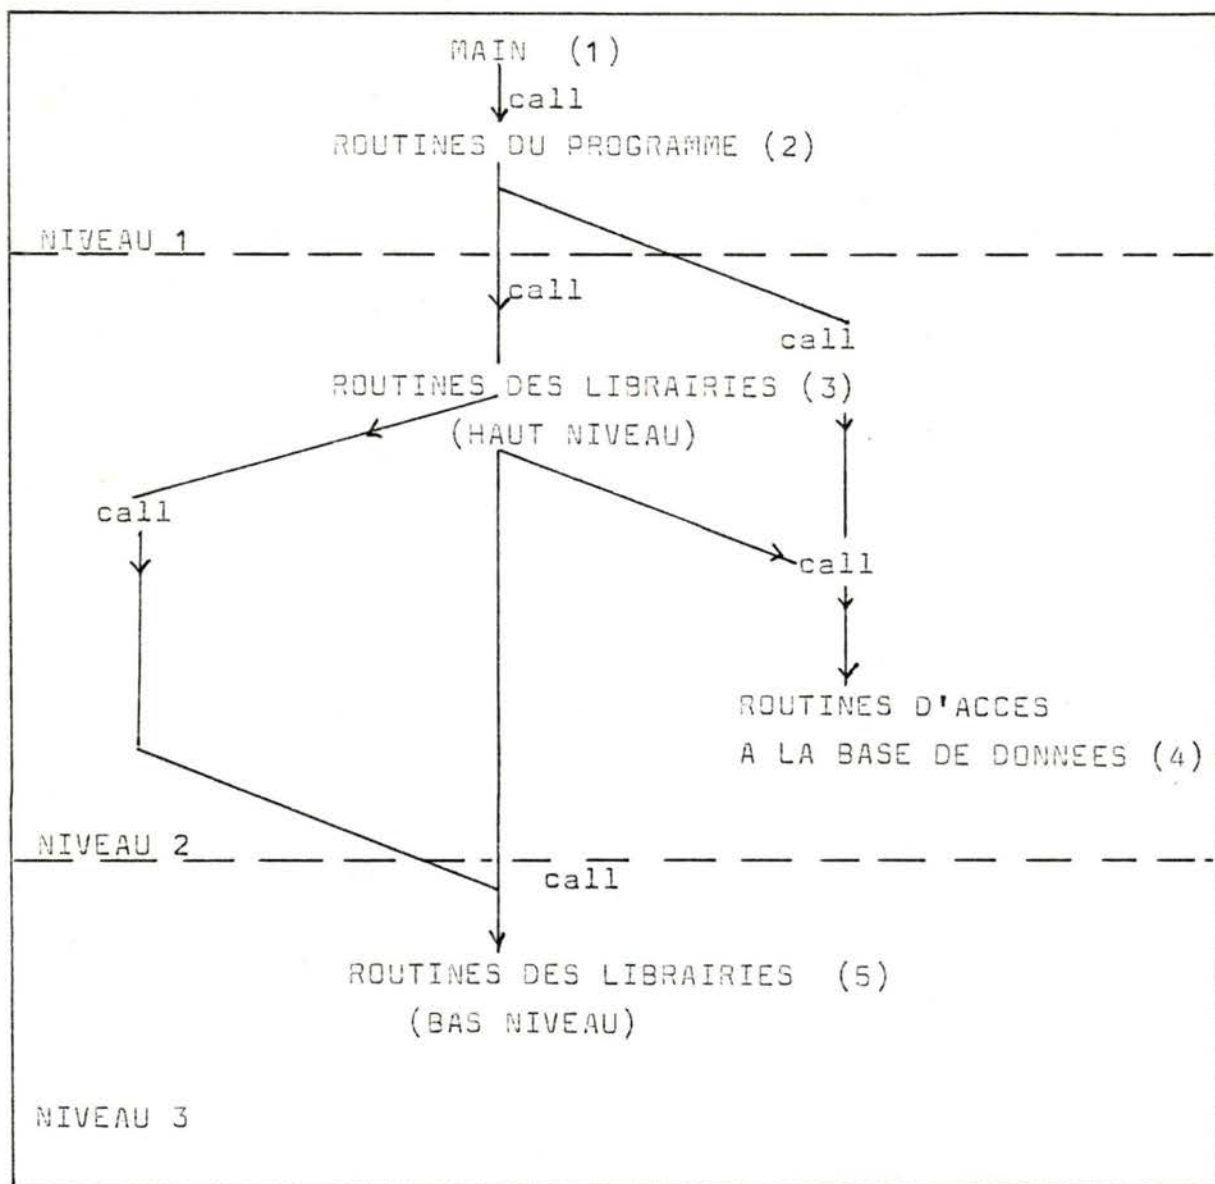 MAIN (1)
call
ROUTINES DU PROGRAMME (2)
NIVEAU 1
call
call
ROUTINES DES LIBRAIRIES (3)
(HAUT NIVEAU)
call
call
ROUTINES D'ACCES
A LA BASE DE DONNEES (4)
NIVEAU 2
call
ROUTINES DES LIBRAIRIES (5)
(BAS NIVEAU)
NIVEAU 3